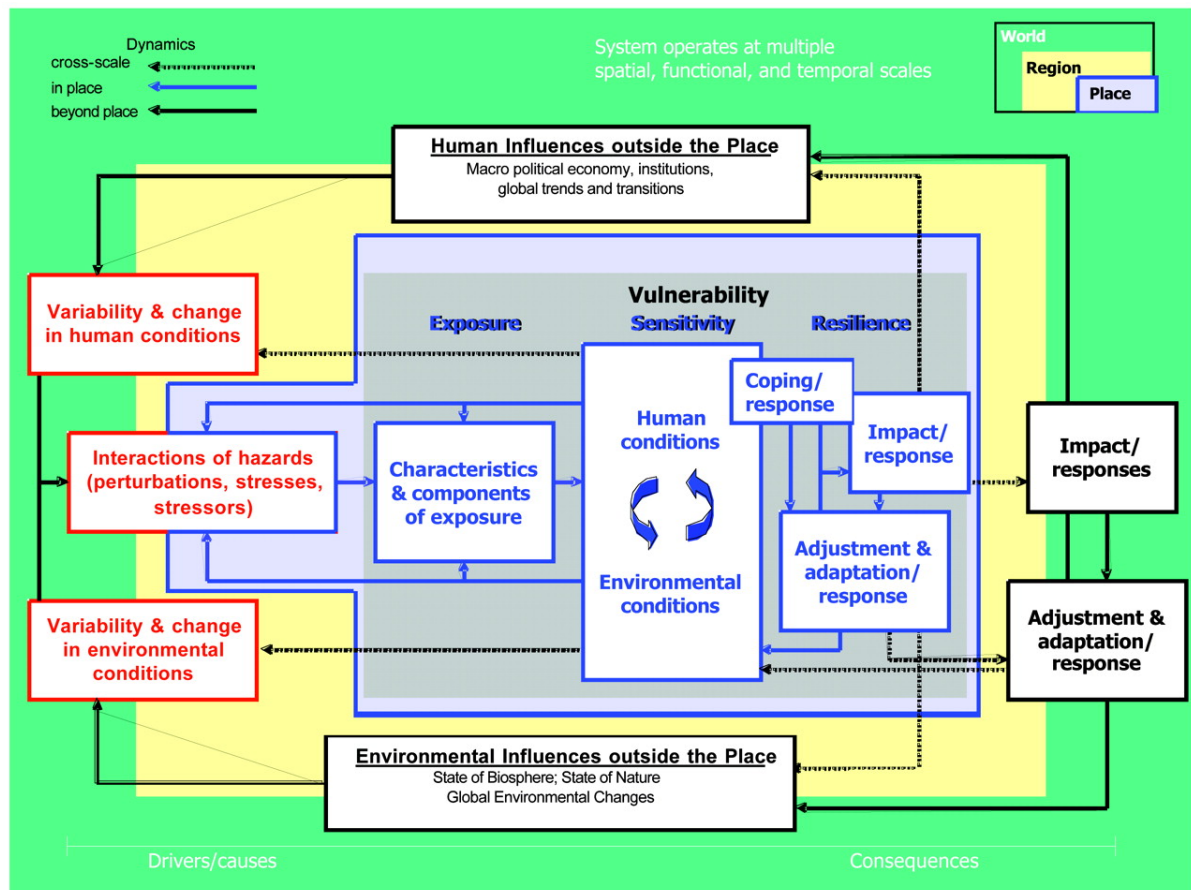 Dynamics
cross-scale
in place
beyond place
System operates at multiple
spatial, functional, and temporal scales
World
Region
Place
Human Influences outside the Place
Macro political economy, institutions,
global trends and transitions
Variability & change
in human conditions
Vulnerability
Exposure
Sensitivity
Resilience
Interactions of hazards
(perturbations, stresses,
stressors)
Characteristics
& components
of exposure
Human
conditions
Environmental
conditions
Coping/
response
Impact/
response
Adjustment &
adaptation/
response
Impact/
responses
Adjustment &
adaptation/
response
Variability & change
in environmental
conditions
Environmental Influences outside the Place
State of Biosphere; State of Nature
Global Environmental Changes
Drivers/causes
Consequences